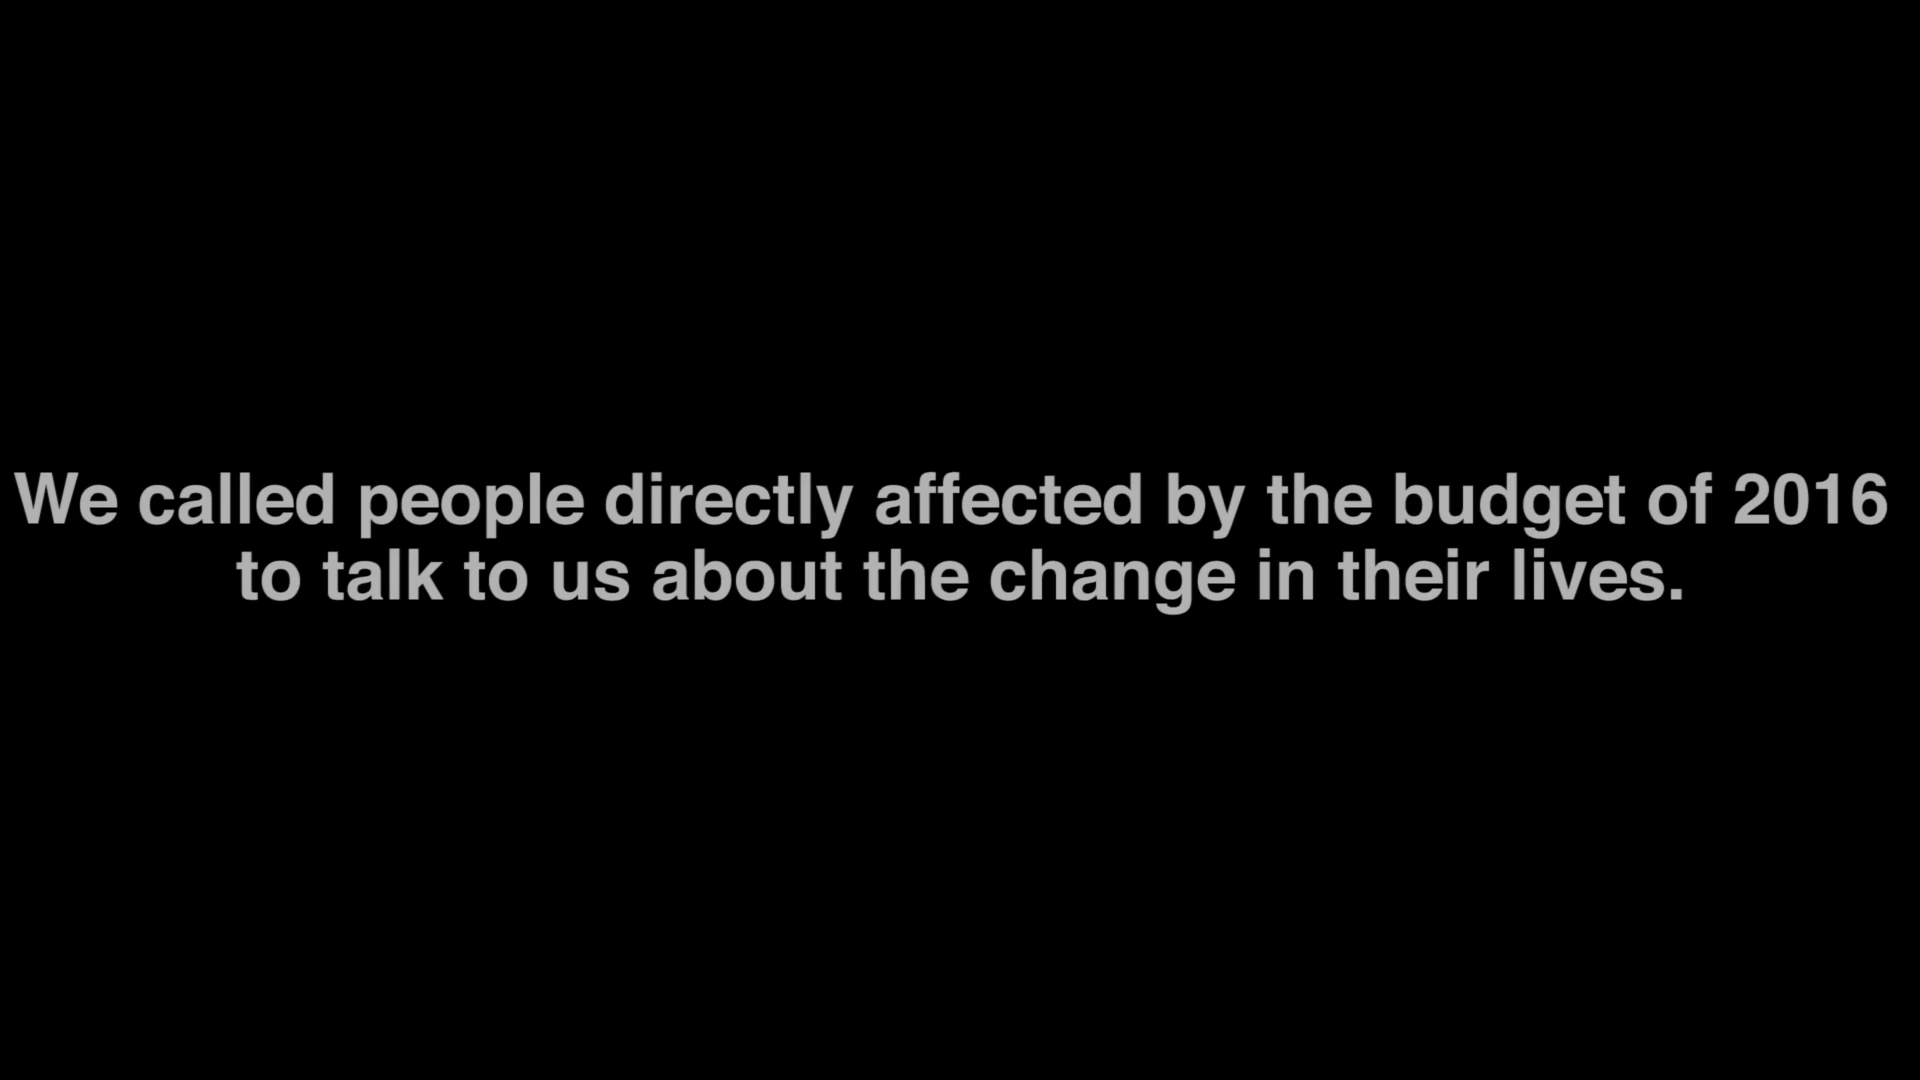 We called people directly affected by the budget of 2016
to talk to us about the change in their lives.